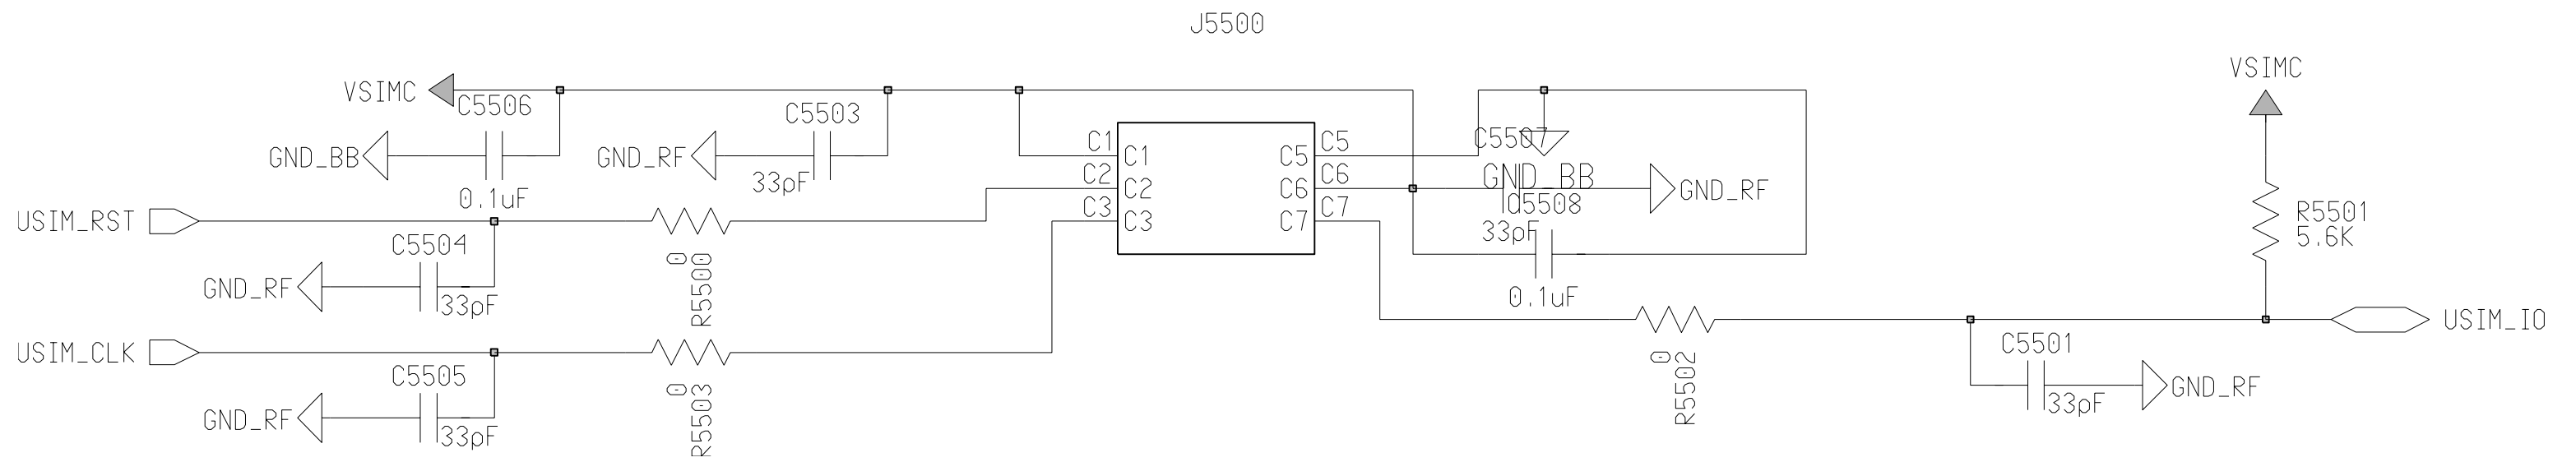 J5500
VSIMC
C5506
C5503
VSIMC
GND_BB
0.1uF
GND_RF
33pF
C1
C1
C2
C2
C3
C3
C5
C5
C6
C6
C7
C7
C5507
GND_BB
GND_RF
C5508
33pF
0.1uF
USIM_RST
C5504
GND_RF
33pF
0
R5500
R5501
5.6K
USIM_CLK
C5505
GND_RF
33pF
0
R5503
0
R5502
USIM_IO
C5501
GND_RF
33pF